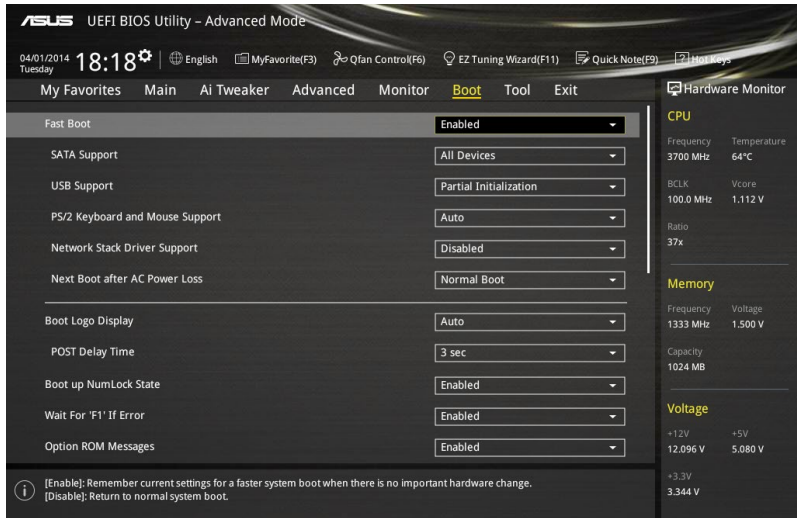 ASUS UEFI BIOS Utility – Advanced Mode
04/01/2014
Tuesday
18:18
English
MyFavorite(F3)
Qfan Control(F6)
EZ Tuning Wizard(F11)
Quick Note(F9)
? Hot Keys
My Favorites Main Ai Tweaker Advanced Monitor Boot Tool Exit
Fast Boot Enabled
SATA Support All Devices
USB Support Partial Initialization
PS/2 Keyboard and Mouse Support Auto
Network Stack Driver Support Disabled
Next Boot after AC Power Loss Normal Boot
Boot Logo Display Auto
POST Delay Time 3 sec
Boot up NumLock State Enabled
Wait For 'F1' If Error Enabled
Option ROM Messages Enabled
[Enable]: Remember current settings for a faster system boot when there is no important hardware change.
[Disable]: Return to normal system boot.
Hardware Monitor
CPU
Frequency Temperature
3700 MHz 64°C
BCLK Vcore
100.0 MHz 1.112 V
Ratio
37x
Memory
Frequency Voltage
1333 MHz 1.500 V
Capacity
1024 MB
Voltage
+12V +5V
12.096 V 5.080 V
+3.3V
3.344 V